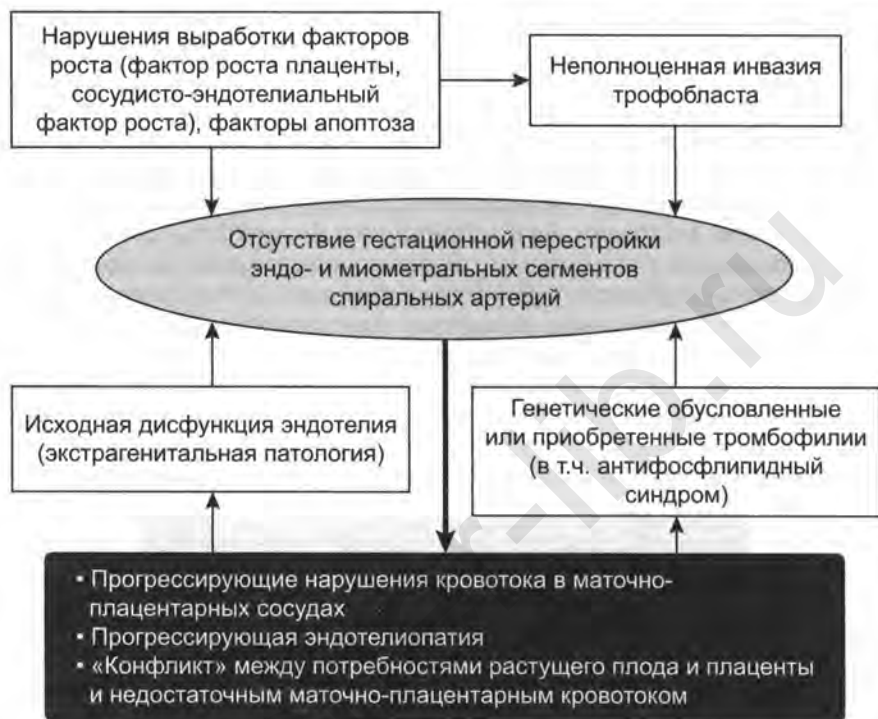 Нарушения выработки факторов
роста (фактор роста плаценты,
сосудисто-эндотелиальный
фактор роста), факторы апоптоза
Неполноценная инвазия
трофобласта
Отсутствие гестационной перестройки
эндо- и миометральных сегментов
спиральных артерий
Исходная дисфункция эндотелия
(экстрагенитальная патология)
Генетические обусловленные
или приобретенные тромбофилии
(в т.ч. антифосфлипидный
синдром)
• Прогрессирующие нарушения кровотока в маточно-
плацентарных сосудах
• Прогрессирующая эндотелиопатия
• «Конфликт» между потребностями растущего плода и плаценты
и недостаточным маточно-плацентарным кровотоком
r-lib.ru